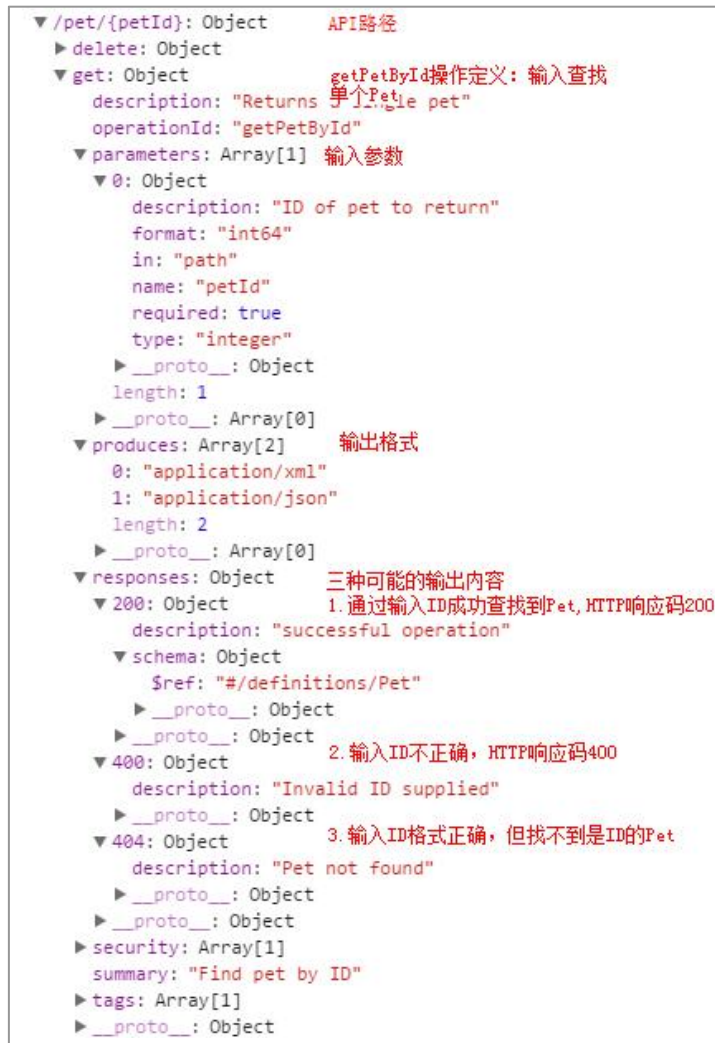 ▼/pet/{petId}: Object API路径
▶delete: Object
▼get: Object getPetById操作定义：输入查找
单个Pet
description: "Returns single pet"
operationId: "getPetById"
▼parameters: Array[1] 输入参数
▼0: Object
description: "ID of pet to return"
format: "int64"
in: "path"
name: "petId"
required: true
type: "integer"
▶__proto__: Object
length: 1
▶__proto__: Array[0]
▼produces: Array[2] 输出格式
0: "application/xml"
1: "application/json"
length: 2
▶__proto__: Array[0]
▼responses: Object 三种可能的输出内容
▼200: Object 1.通过输入ID成功查找到Pet,HTTP响应码200
description: "successful operation"
▼schema: Object
$ref: "#/definitions/Pet"
▶__proto__: Object
▶__proto__: Object
▼400: Object 2.输入ID不正确，HTTP响应码400
description: "Invalid ID supplied"
▶__proto__: Object
▼404: Object 3.输入ID格式正确，但找不到是ID的Pet
description: "Pet not found"
▶__proto__: Object
▶__proto__: Object
▶security: Array[1]
summary: "Find pet by ID"
▶tags: Array[1]
▶__proto__: Object